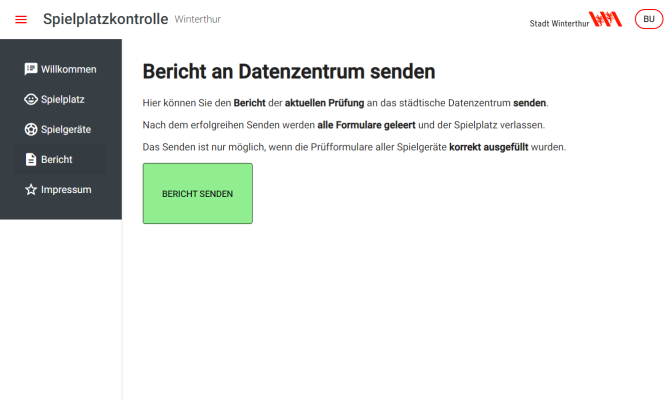 Spielplatzkontrolle Winterthur
Stadt Winterthur
BU
Willkommen
Spielplatz
Spielgeräte
Bericht
Impressum
Bericht an Datenzentrum senden
Hier können Sie den Bericht der aktuellen Prüfung an das städtische Datenzentrum senden.
Nach dem erfolgreihen Senden werden alle Formulare geleert und der Spielplatz verlassen.
Das Senden ist nur möglich, wenn die Prüfformulare aller Spielgeräte korrekt ausgefüllt wurden.
BERICHT SENDEN